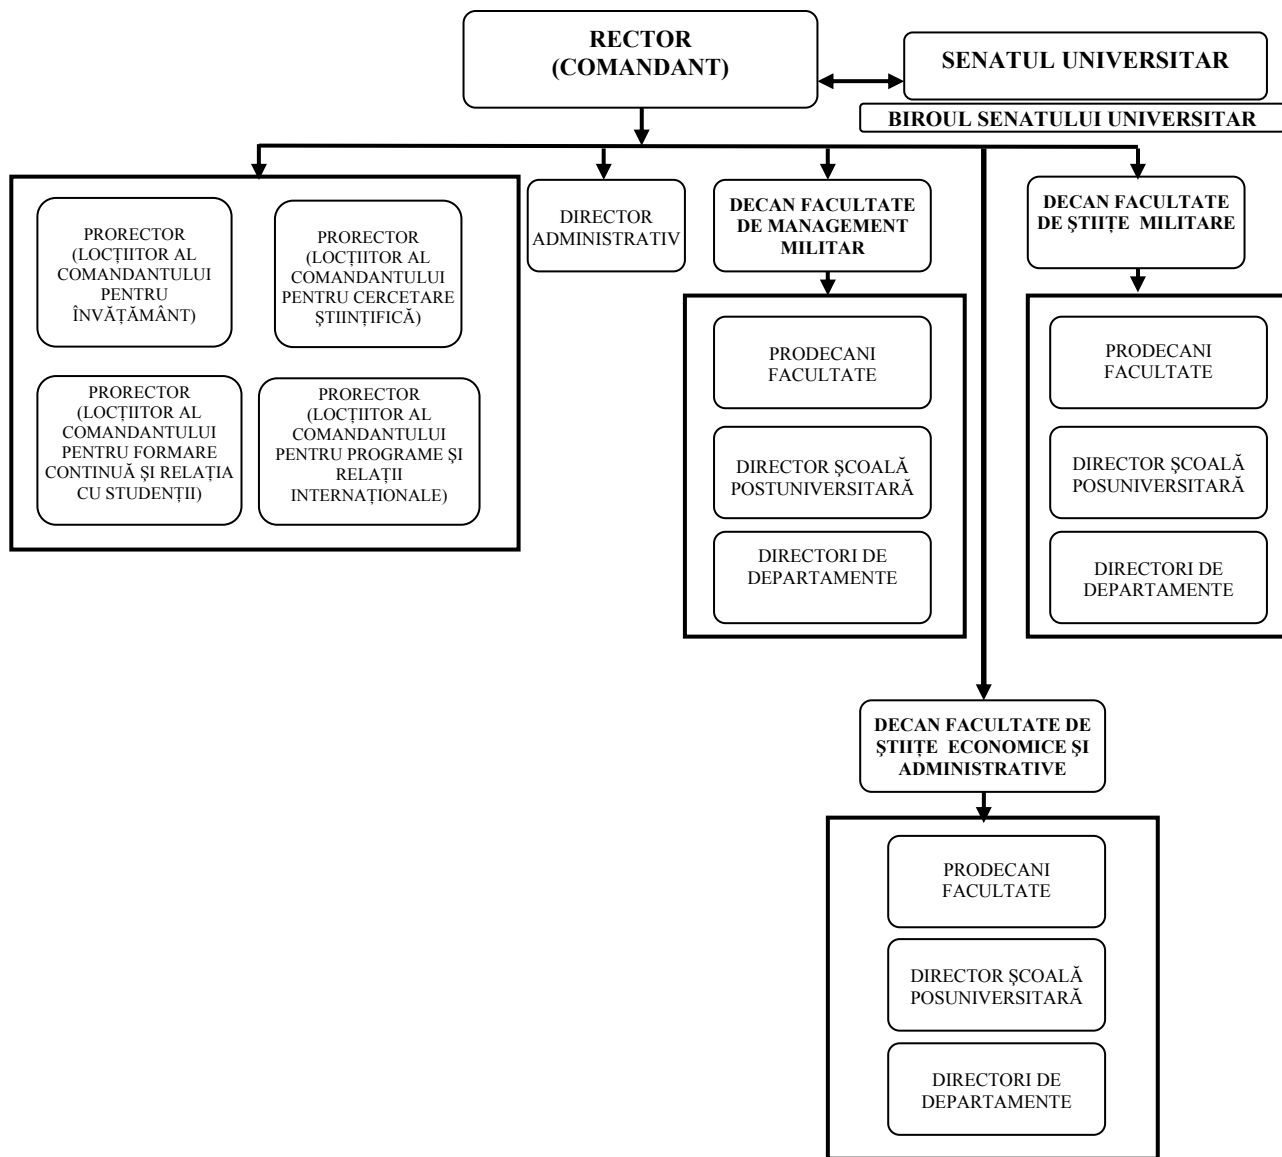 RECTOR
(COMANDANT)
SENATUL UNIVERSITAR
BIROUL SENATULUI UNIVERSITAR
PRORECTOR
(LOCȚIITOR AL
COMANDANTULUI
PENTRU
ÎNVĂȚĂMÂNT)
PRORECTOR
(LOCȚIITOR AL
COMANDANTULUI
PENTRU CERCETARE
ȘTIINȚIFICĂ)
PRORECTOR
(LOCȚIITOR AL
COMANDANTULUI
PENTRU FORMARE
CONTINUĂ ȘI RELAȚIA
CU STUDENȚII)
PRORECTOR
(LOCȚIITOR AL
COMANDANTULUI
PENTRU PROGRAME ȘI
RELAȚII
INTERNAȚIONALE)
DIRECTOR
ADMINISTRATIV
DECAN FACULTATE
DE MANAGEMENT
MILITAR
PRODECANI
FACULTATE
DIRECTOR ȘCOALĂ
POSTUNIVERSITARĂ
DIRECTORI DE
DEPARTAMENTE
DECAN FACULTATE
DE ȘTIIȚE MILITARE
PRODECANI
FACULTATE
DIRECTOR ȘCOALĂ
POSUNIVERSITARĂ
DIRECTORI DE
DEPARTAMENTE
DECAN FACULTATE DE
ȘTIIȚE ECONOMICE ȘI
ADMINISTRATIVE
PRODECANI
FACULTATE
DIRECTOR ȘCOALĂ
POSUNIVERSITARĂ
DIRECTORI DE
DEPARTAMENTE